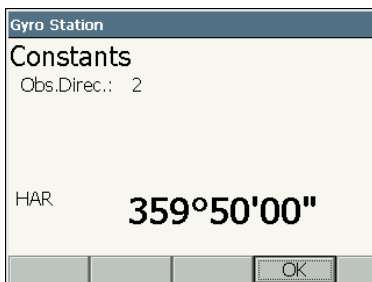 Gyro Station
Constants
Obs.Direc.: 2
HAR 359°50'00"
OK